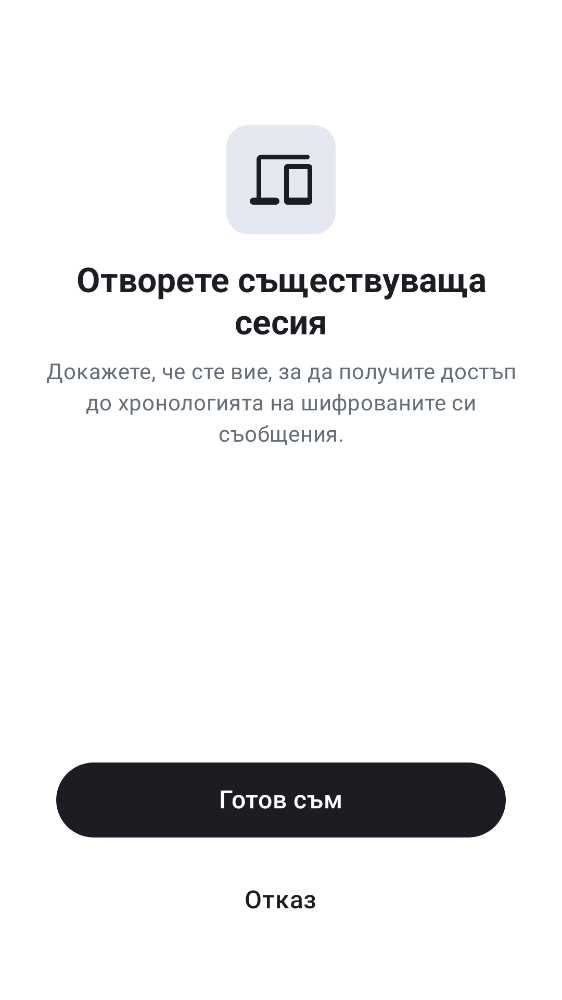 Отворете съществуваща
сесия
Докажете, че сте вие, за да получите достъп
до хронологията на шифрованите си
съобщения.
Готов съм
Отказ